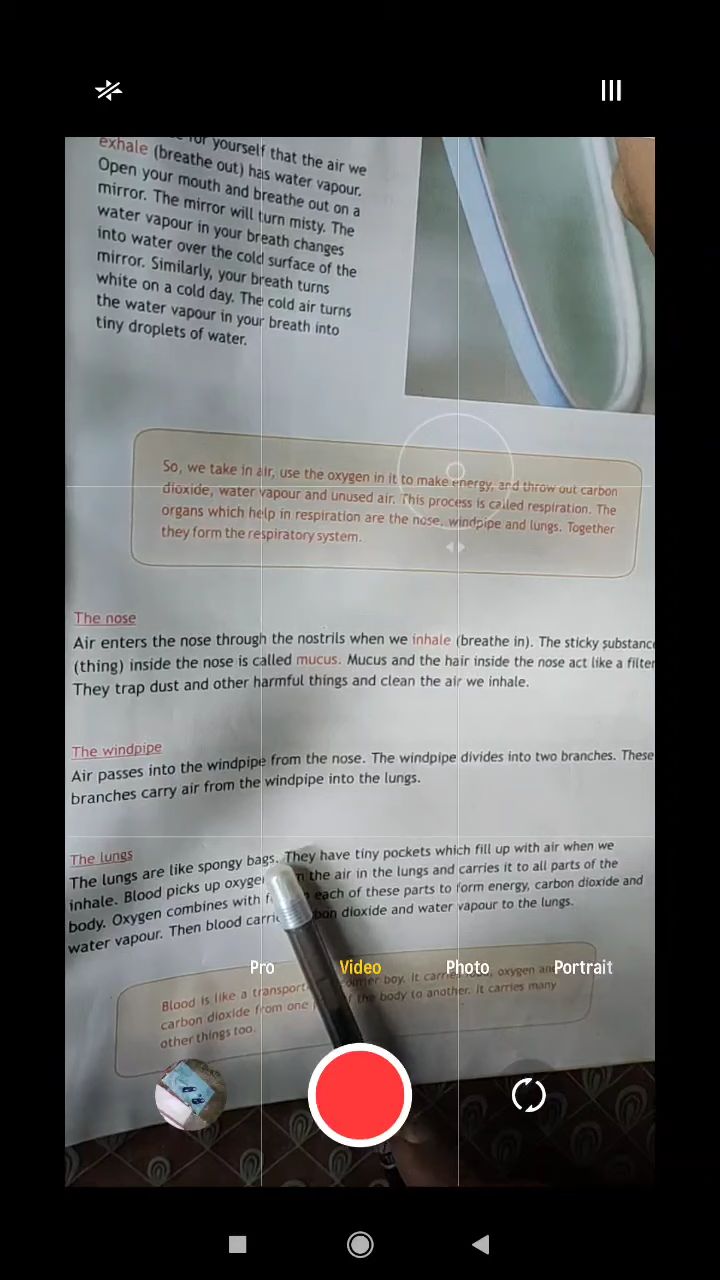 for yourself that the air we
exhale (breathe out) has water vapour.
Open your mouth and breathe out on a
mirror. The mirror will turn misty. The
water vapour in your breath changes
into water over the cold surface of the
mirror. Similarly, your breath turns
white on a cold day. The cold air turns
the water vapour in your breath into
tiny droplets of water.
So, we take in air, use the oxygen in it to make energy, and throw out carbon
dioxide, water vapour and unused air. This process is called respiration. The
organs which help in respiration are the nose, windpipe and lungs. Together
they form the respiratory system.
The nose
Air enters the nose through the nostrils when we inhale (breathe in). The sticky substance
(thing) inside the nose is called mucus. Mucus and the hair inside the nose act like a filter
They trap dust and other harmful things and clean the air we inhale.
The windpipe
Air passes into the windpipe from the nose. The windpipe divides into two branches. These
branches carry air from the windpipe into the lungs.
The lungs
The lungs are like spongy bags. They have tiny pockets which fill up with air when we
inhale. Blood picks up the air in the lungs and carries it to all parts of the
body. Oxygen combines with each of these parts to form energy, carbon dioxide and
water vapour. Then blood dioxide and water vapour to the lungs.
Pro Video Photo Portrait
Blood is like a boy. It oxygen
carbon dioxide from one the body to another. It carries many
other things too.